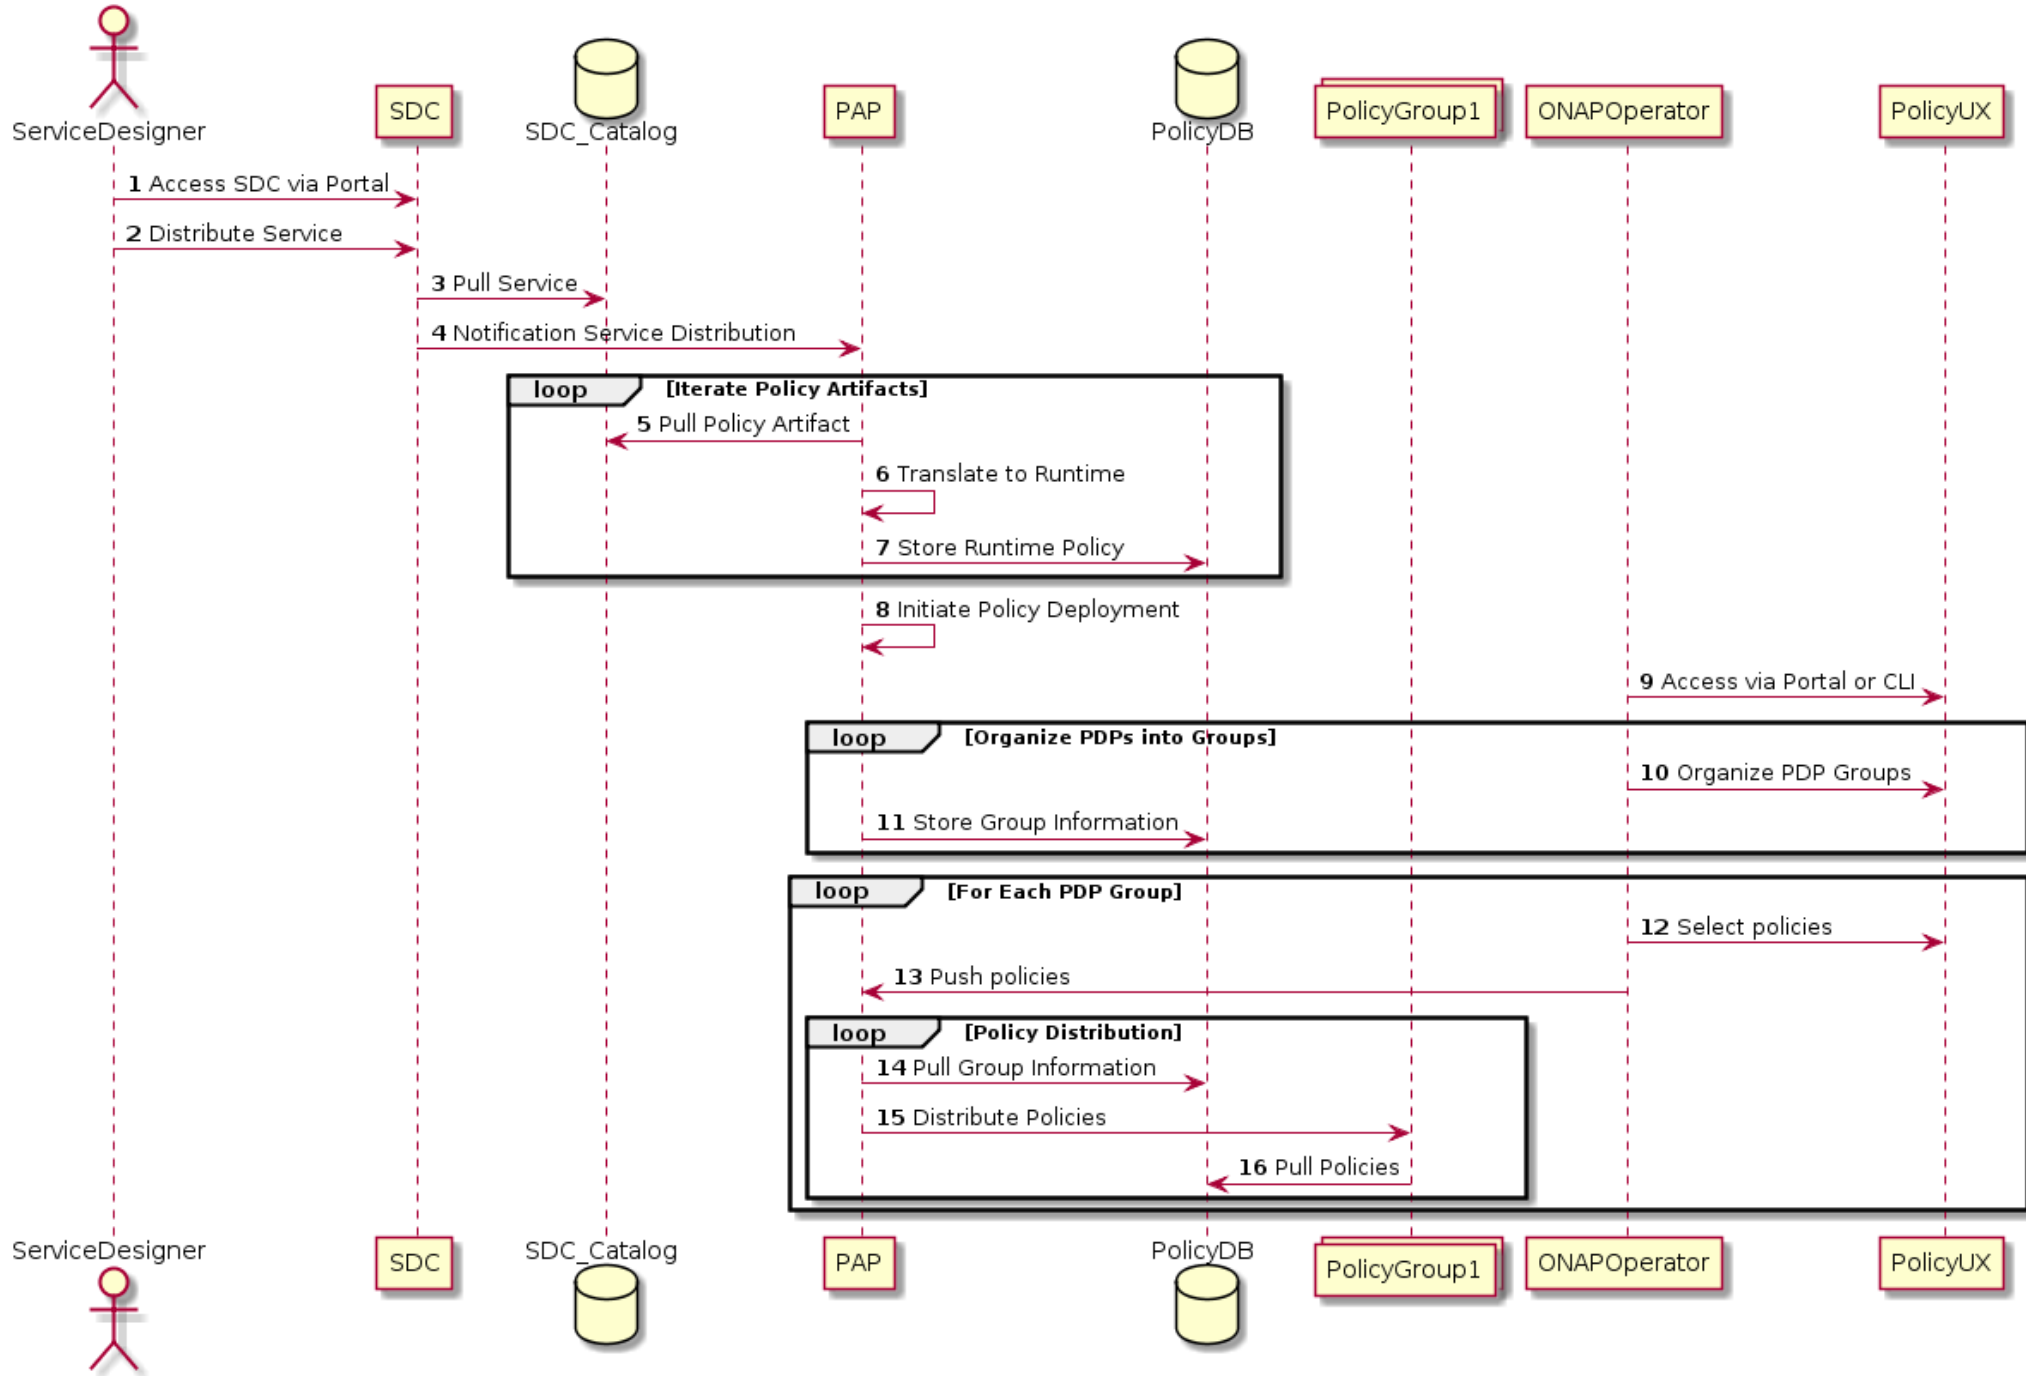 ServiceDesigner
SDC
SDC_Catalog
PAP
PolicyDB
PolicyGroup1
ONAPOperator
PolicyUX
1 Access SDC via Portal
2 Distribute Service
3 Pull Service
4 Notification Service Distribution
loop [Iterate Policy Artifacts]
5 Pull Policy Artifact
6 Translate to Runtime
7 Store Runtime Policy
8 Initiate Policy Deployment
9 Access via Portal or CLI
loop [Organize PDPs into Groups]
10 Organize PDP Groups
11 Store Group Information
loop [For Each PDP Group]
12 Select policies
13 Push policies
loop [Policy Distribution]
14 Pull Group Information
15 Distribute Policies
16 Pull Policies
ServiceDesigner
SDC
SDC_Catalog
PAP
PolicyDB
PolicyGroup1
ONAPOperator
PolicyUX